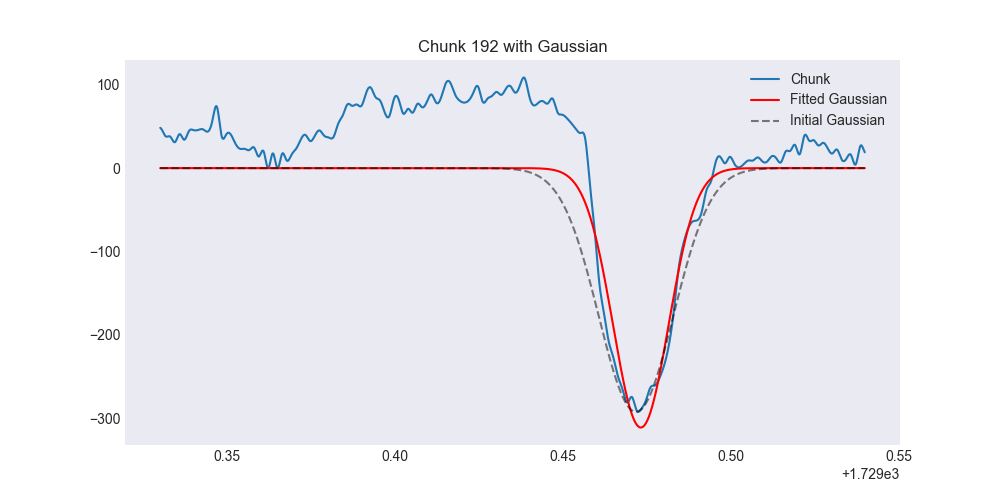 Chunk 192 with Gaussian
100
0
−100
−200
−300
Chunk
Fitted Gaussian
Initial Gaussian
0.35 0.40 0.45 0.50 0.55
+1.729e3